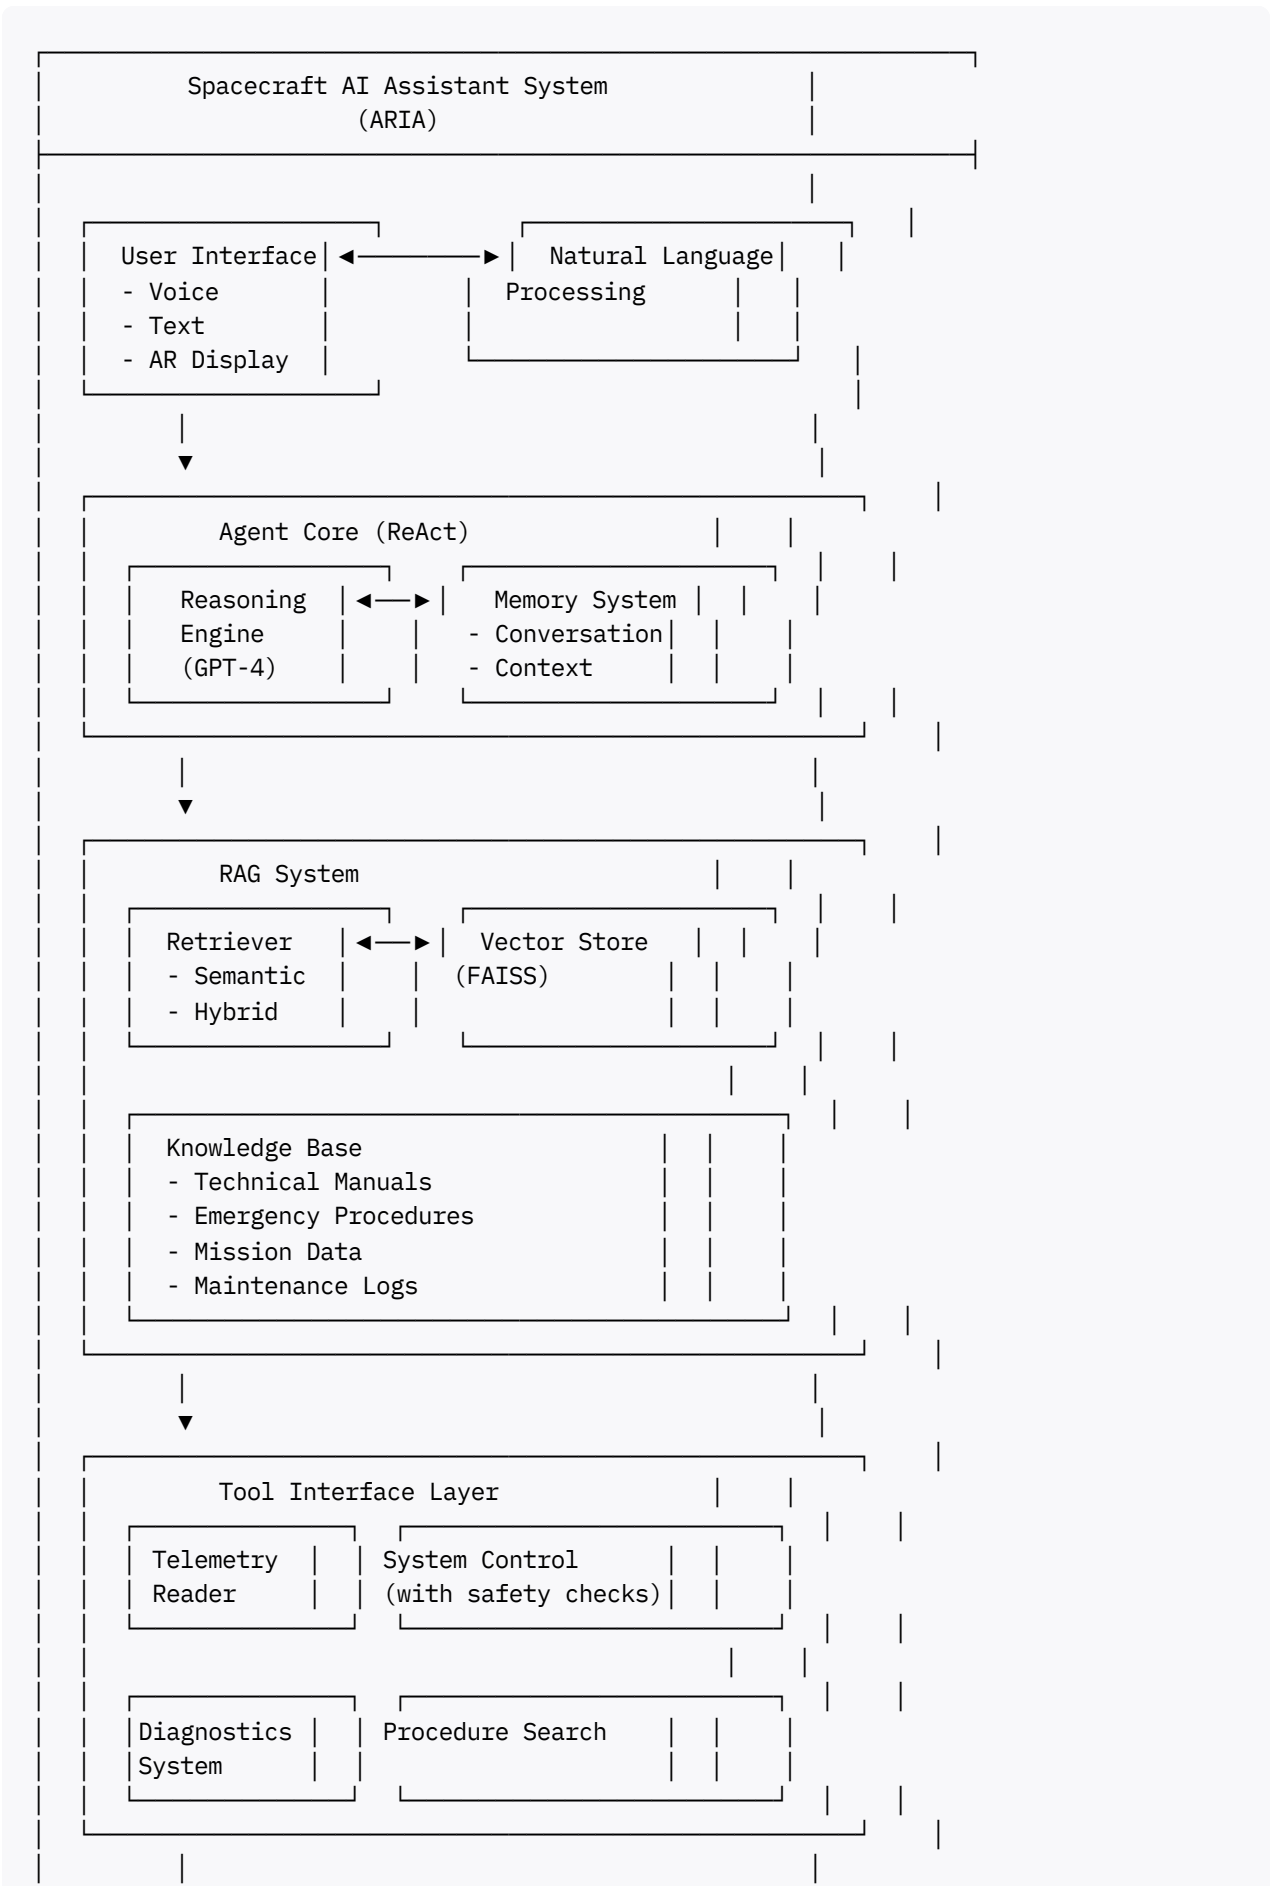 Spacecraft AI Assistant System
(ARIA)
User Interface Natural Language
- Voice Processing
- Text
- AR Display
Agent Core (ReAct)
Reasoning Memory System
Engine - Conversation
(GPT-4) - Context
RAG System
Retriever Vector Store
- Semantic (FAISS)
- Hybrid
Knowledge Base
- Technical Manuals
- Emergency Procedures
- Mission Data
- Maintenance Logs
Tool Interface Layer
Telemetry System Control
Reader (with safety checks)
Diagnostics Procedure Search
System